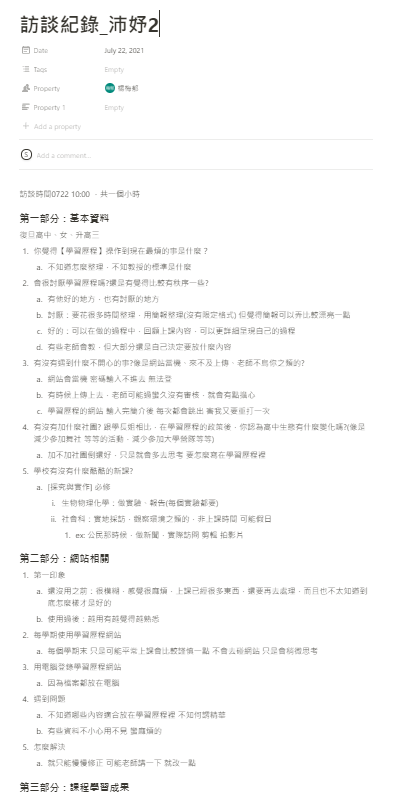 訪談紀錄_沛妤2
Date July 22, 2021
Tags Empty
Property 楊梅都
Property 1 Empty
Add a property
S Add a comment...
訪談時間0722 10:00 ，共一個小時
第一部分：基本資料
復旦高中、女、升高三
1. 你覺得【學習歷程】操作到現在最煩的事是什麼？
a. 不知道怎麼整理，不知教授的標準是什麼
2. 會很討厭學習歷程嗎?還是有覺得比較有秩序一些?
a. 有他好的地方，也有討厭的地方
b. 討厭：要花很多時間整理，用簡報整理(沒有限定格式) 但覺得簡報可以弄比較漂亮一點
c. 好的：可以在做的過程中，回顧上課內容，可以更詳細呈現自己的過程
d. 有些老師會教，但大部分還是自己決定要放什麼內容
3. 有沒有遇到什麼不開心的事?像是網站當機、來不及上傳、老師不鳥你之類的?
a. 網站會當機 密碼輸入不進去 無法登
b. 有時候上傳上去，老師可能過蠻久沒有審核，就會有點擔心
c. 學習歷程的網站 輸入完簡介後 每次都會跳出 害我又要重打一次
4. 有沒有加什麼社團? 跟學長姐相比，在學習歷程的政策後，你認為高中生態有什麼變化嗎?(像是
減少參加舞社 等等的活動，減少參加大學營隊等等)
a. 加不加社團倒還好，只是就會多去思考 要怎麼寫在學習歷程裡
5. 學校有沒有什麼酷酷的新課?
a. [探究與實作] 必修
i. 生物物理化學：做實驗、報告(每個實驗都要)
ii. 社會科：實地採訪，觀察環境之類的，非上課時間 可能假日
1. ex: 公民那時候，做新聞，實際訪問 剪輯 拍影片
第二部分：網站相關
1. 第一印象
a. 還沒用之前：很模糊，感覺很麻煩，上課已經很多東西，還要再去處理，而且也不太知道到
底怎麼樣才足好的
b. 使用過後：越用有越覺得越熟悉
2. 每學期使用學習歷程網站
a. 每個學期末 只是可能平常上課會比較謹慎一點 不會去碰網站 只是會稍微思考
3. 用電腦登錄學習歷程網站
a. 因為檔案都放在電腦
4. 遇到問題
a. 不知道哪些內容適合放在學習歷程裡 不知何謂精華
b. 有些資料不小心用不見 蠻麻煩的
5. 怎麼解決
a. 就只能慢慢修正 可能老師講一下 就改一點
第三部分：課程學習成果